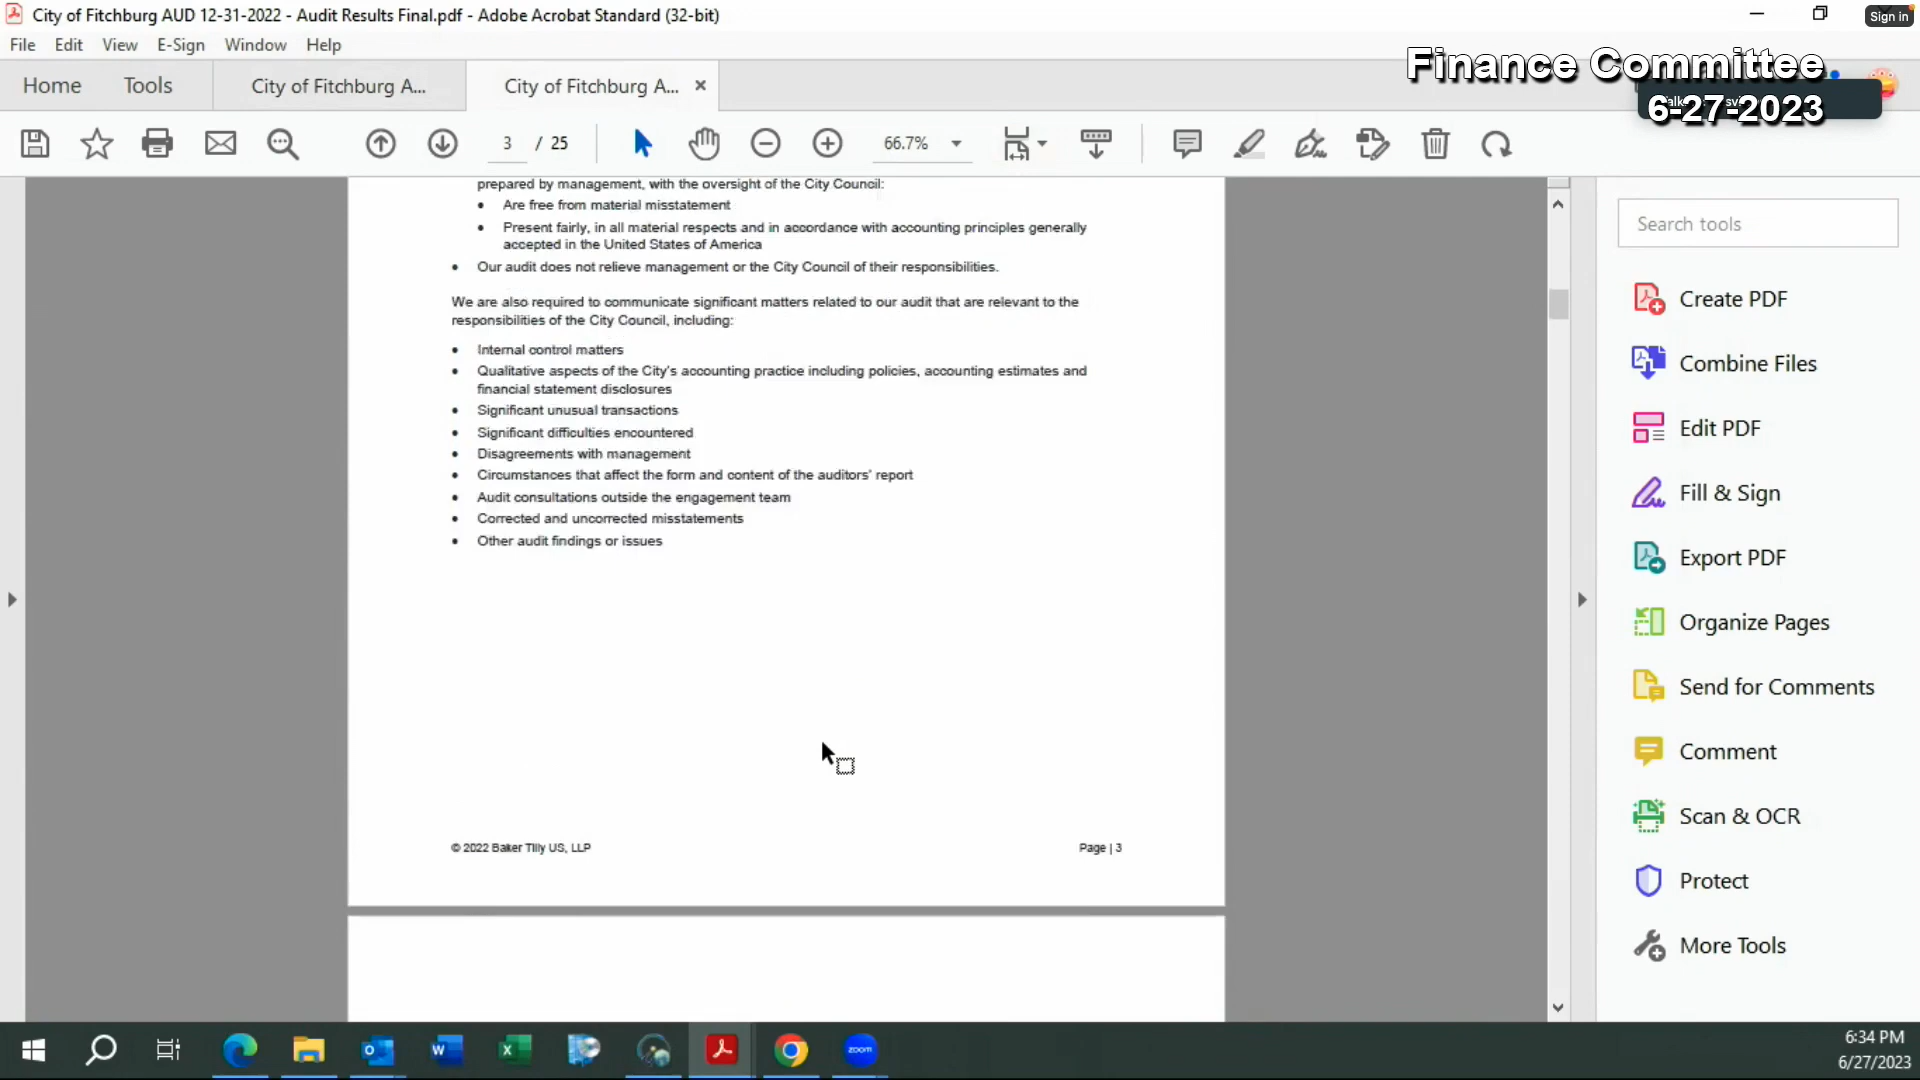 City of Fitchburg AUD 12-31-2022 - Audit Results Final.pdf - Adobe Acrobat Standard (32-bit)
Sign in
File Edit View E-Sign Window Help
Finance Committee
6-27-2023
Home Tools City of Fitchburg A... City of Fitchburg A... ×
3 / 25 66.7%
prepared by management, with the oversight of the City Council:
• Are free from material misstatement
• Present fairly, in all material respects and in accordance with accounting principles generally
accepted in the United States of America
• Our audit does not relieve management or the City Council of their responsibilities.
We are also required to communicate significant matters related to our audit that are relevant to the
responsibilities of the City Council, including:
• Internal control matters
• Qualitative aspects of the City's accounting practice including policies, accounting estimates and
financial statement disclosures
• Significant unusual transactions
• Significant difficulties encountered
• Disagreements with management
• Circumstances that affect the form and content of the auditors' report
• Audit consultations outside the engagement team
• Corrected and uncorrected misstatements
• Other audit findings or issues
© 2022 Baker Tilly US, LLP
Page | 3
Search tools
Create PDF
Combine Files
Edit PDF
Fill & Sign
Export PDF
Organize Pages
Send for Comments
Comment
Scan & OCR
Protect
More Tools
zoom
6:34 PM
6/27/2023